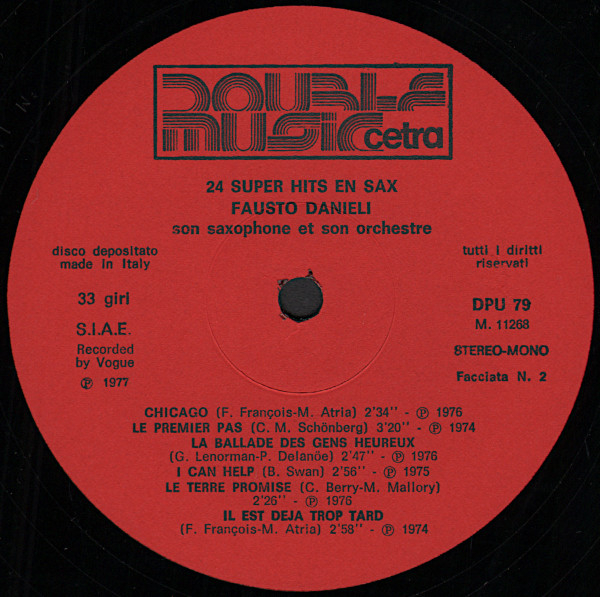 DOUBLE
MUSIC cetra
24 SUPER HITS EN SAX
FAUSTO DANIELI
son saxophone et son orchestre
disco depositato
made in Italy
tutti i diritti
riservati
33 giri
S.I.A.E.
Recorded
by Vogue
℗ 1977
DPU 79
M. 11268
STEREO-MONO
Facciata N. 2
CHICAGO (F. François-M. Atria) 2'34'' - ℗ 1976
LE PREMIER PAS (C. M. Schönberg) 3'20'' - ℗ 1974
LA BALLADE DES GENS HEUREUX
(G. Lenorman-P. Delanöe) 2'47'' - ℗ 1976
I CAN HELP (B. Swan) 2'56'' - ℗ 1975
LE TERRE PROMISE (C. Berry-M. Mallory)
2'26'' - ℗ 1976
IL EST DEJA TROP TARD
(F. François-M. Atria) 2'58'' - ℗ 1974